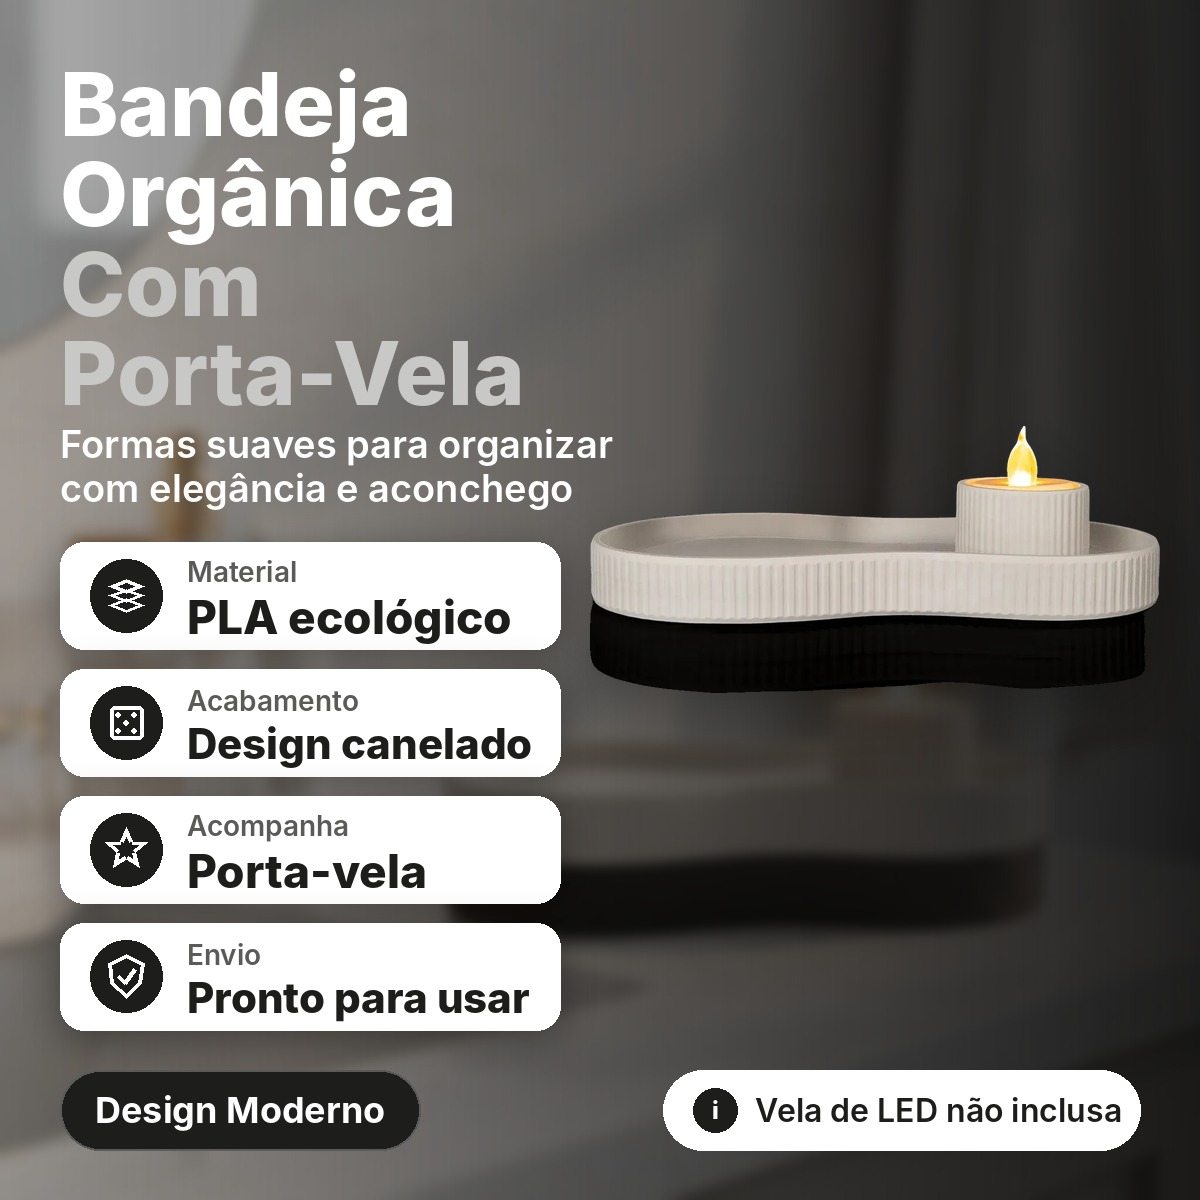 Bandeja
Orgânica
Com
Porta-Vela
Formas suaves para organizar
com elegância e aconchego
Material
PLA ecológico
Acabamento
Design canelado
Acompanha
Porta-vela
Envio
Pronto para usar
Design Moderno
i Vela de LED não inclusa